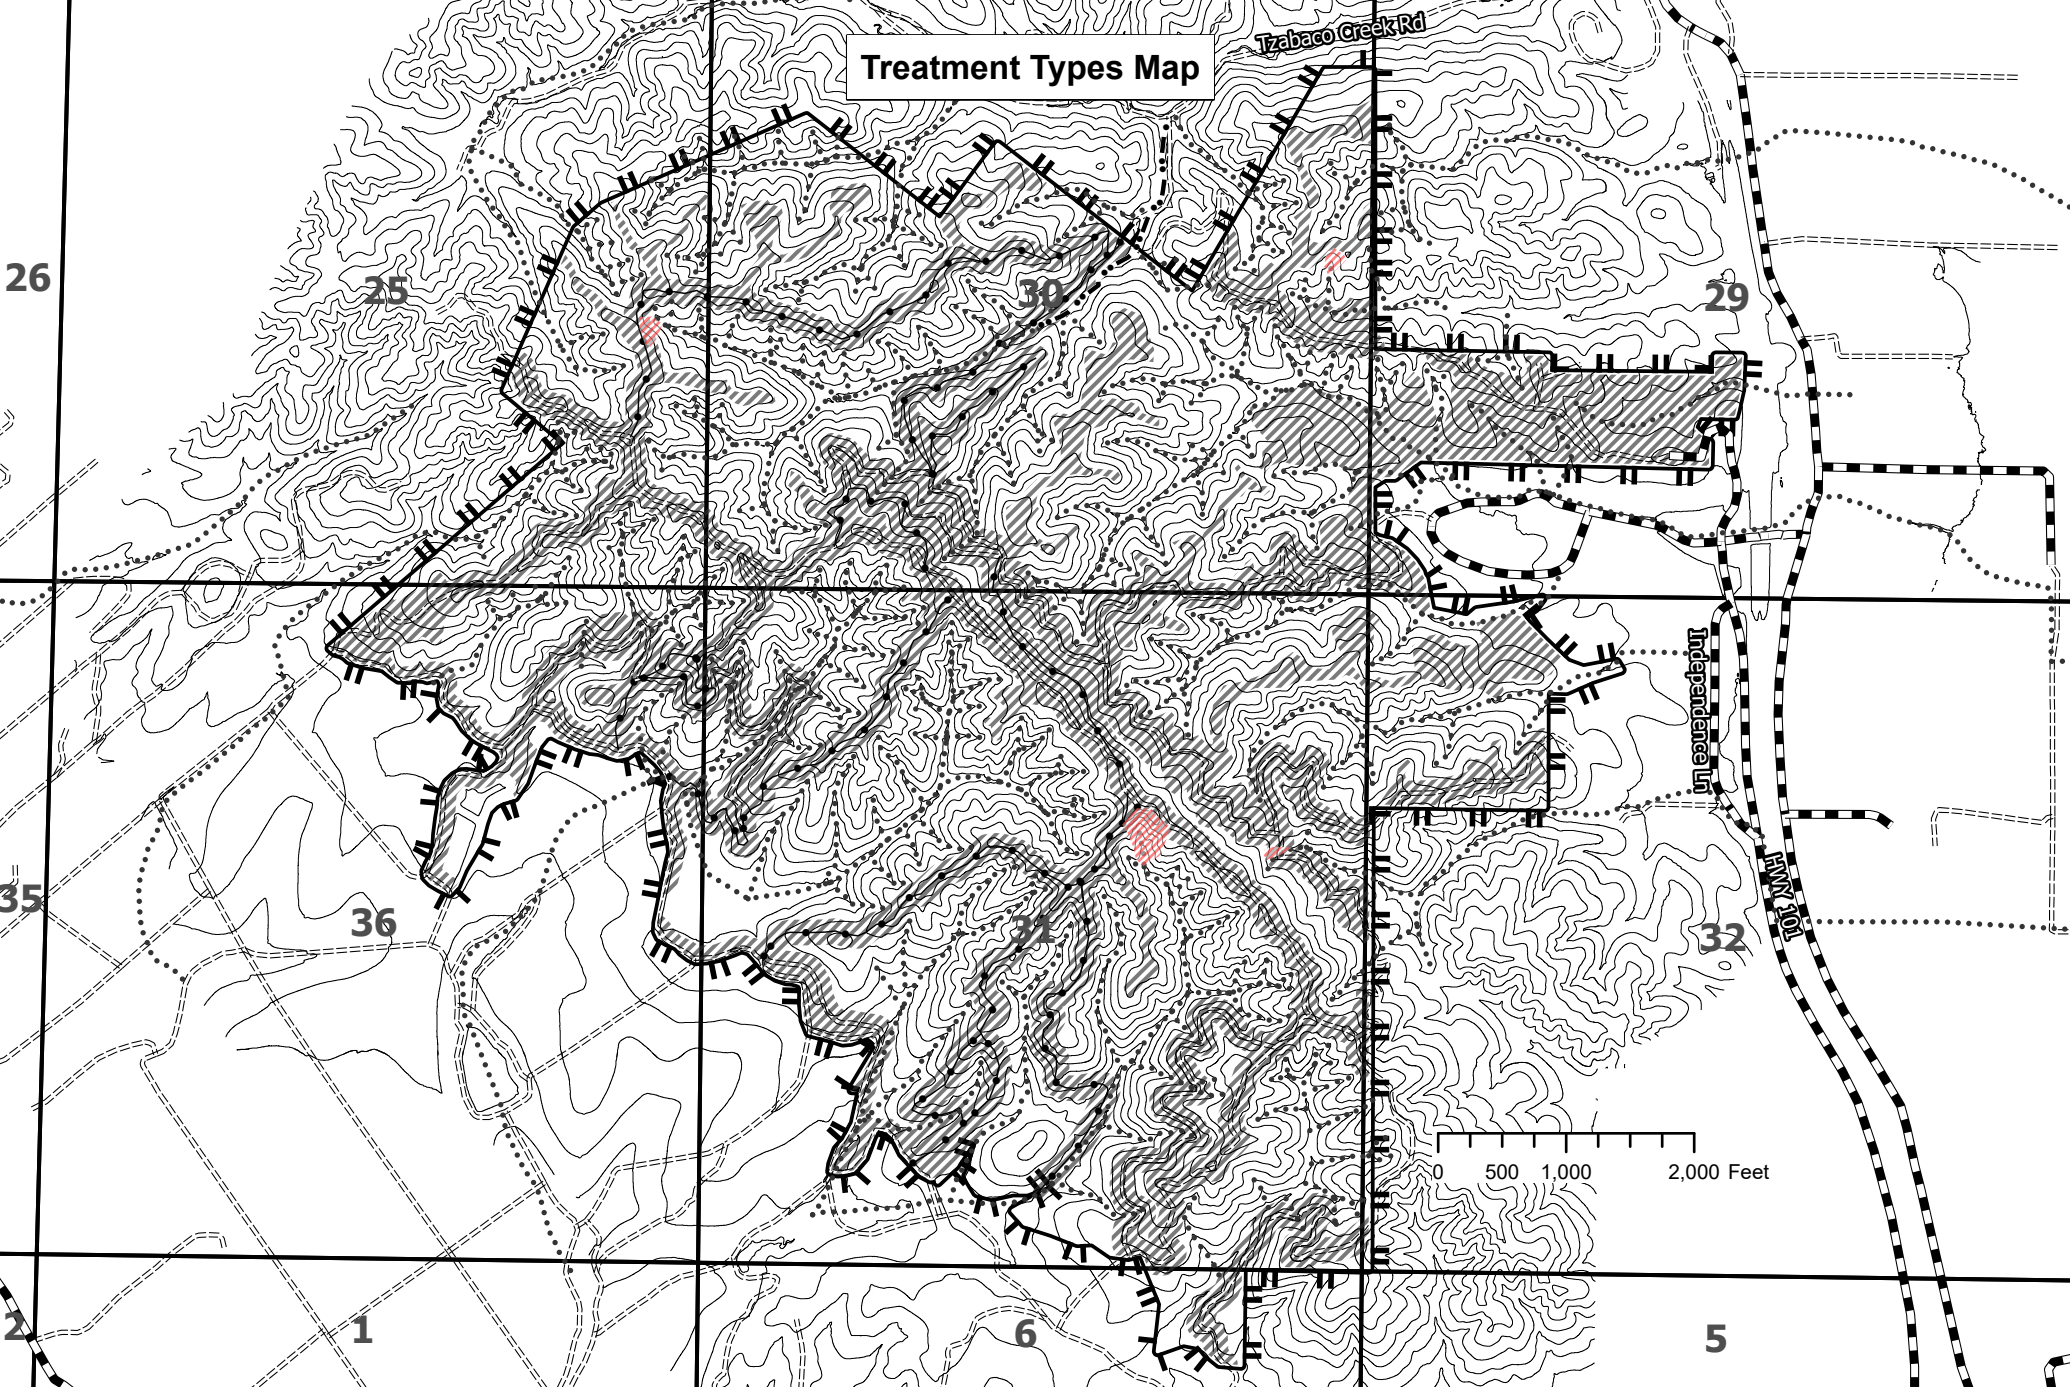 Tzabaco Creek Rd
Treatment Types Map
26
25
30
29
Independence Ln
HWY 101
35
36
31
32
0 500 1,000 2,000 Feet
2
1
6
5